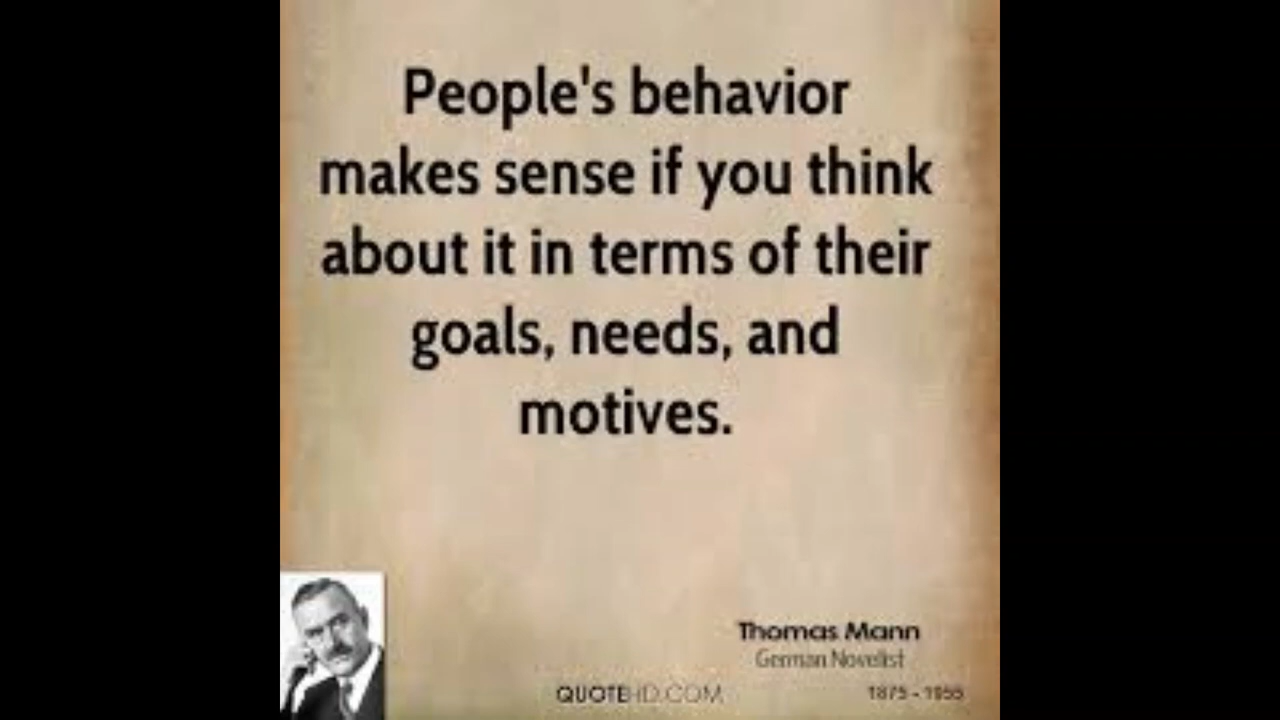 People's behavior
makes sense if you think
about it in terms of their
goals, needs, and
motives.
Thomas Mann
German Novelist
QUOTEHD.COM
1875 - 1955